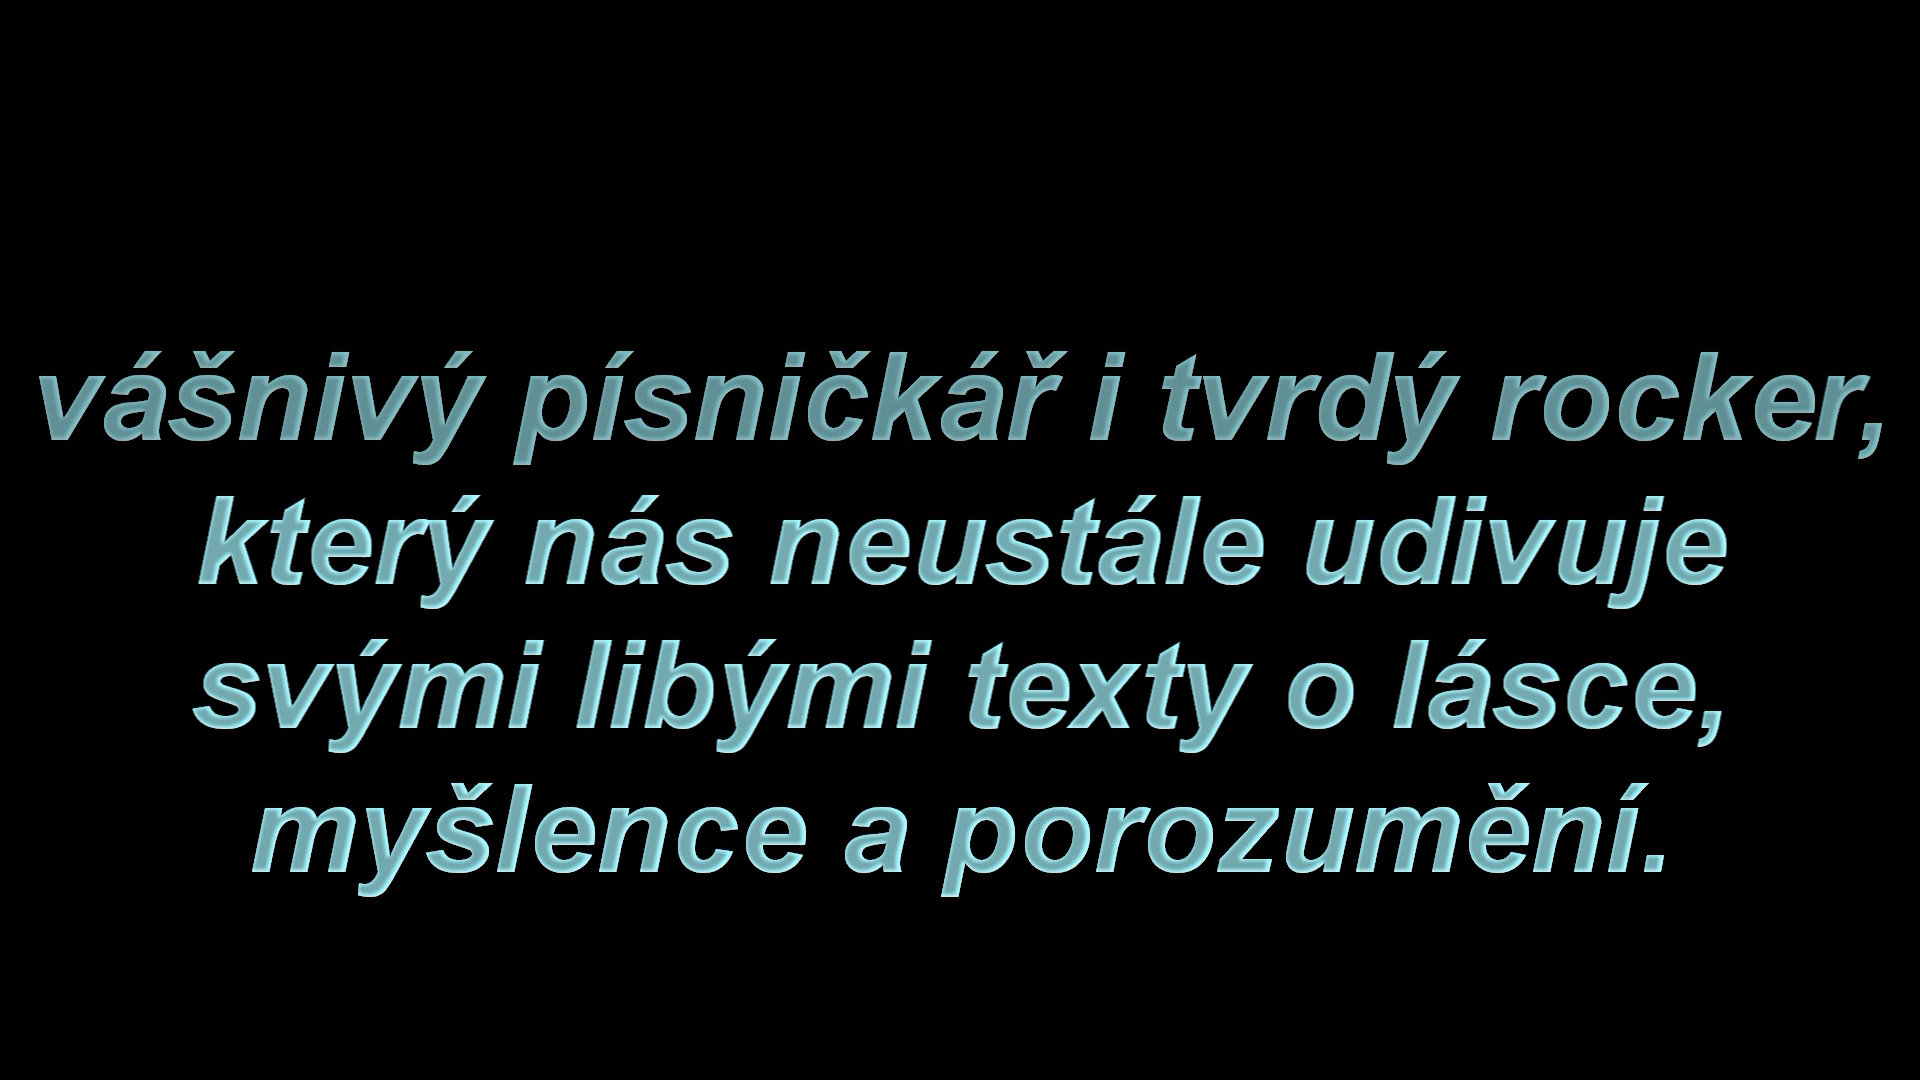 vášnivý písničkář i tvrdý rocker,
který nás neustále udivuje
svými libými texty o lásce,
myšlence a porozumění.